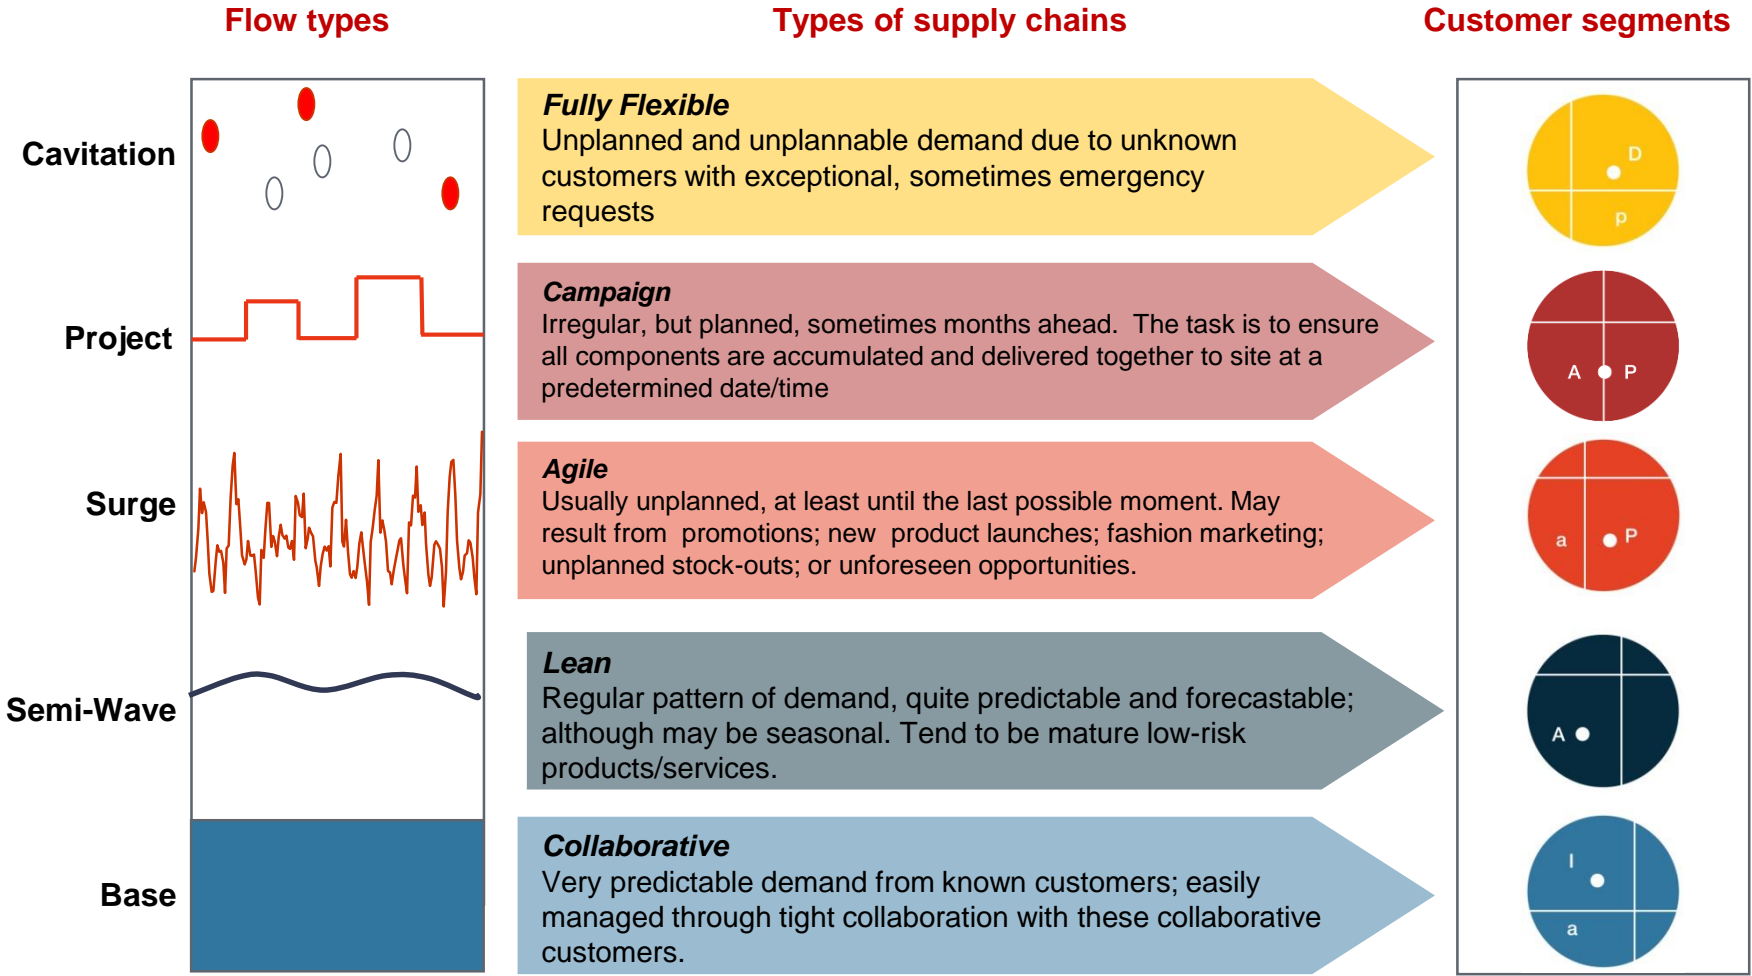 Flow types
Types of supply chains
Customer segments
Cavitation
Fully Flexible
Unplanned and unplannable demand due to unknown
customers with exceptional, sometimes emergency
requests
D
p
Project
Campaign
Irregular, but planned, sometimes months ahead.  The task is to ensure
all components are accumulated and delivered together to site at a
predetermined date/time
A P
Surge
Agile
Usually unplanned, at least until the last possible moment. May
result from  promotions; new  product launches; fashion marketing;
unplanned stock-outs; or unforeseen opportunities.
a P
Semi-Wave
Lean
Regular pattern of demand, quite predictable and forecastable;
although may be seasonal. Tend to be mature low-risk
products/services.
A
Base
Collaborative
Very predictable demand from known customers; easily
managed through tight collaboration with these collaborative
customers.
I
a